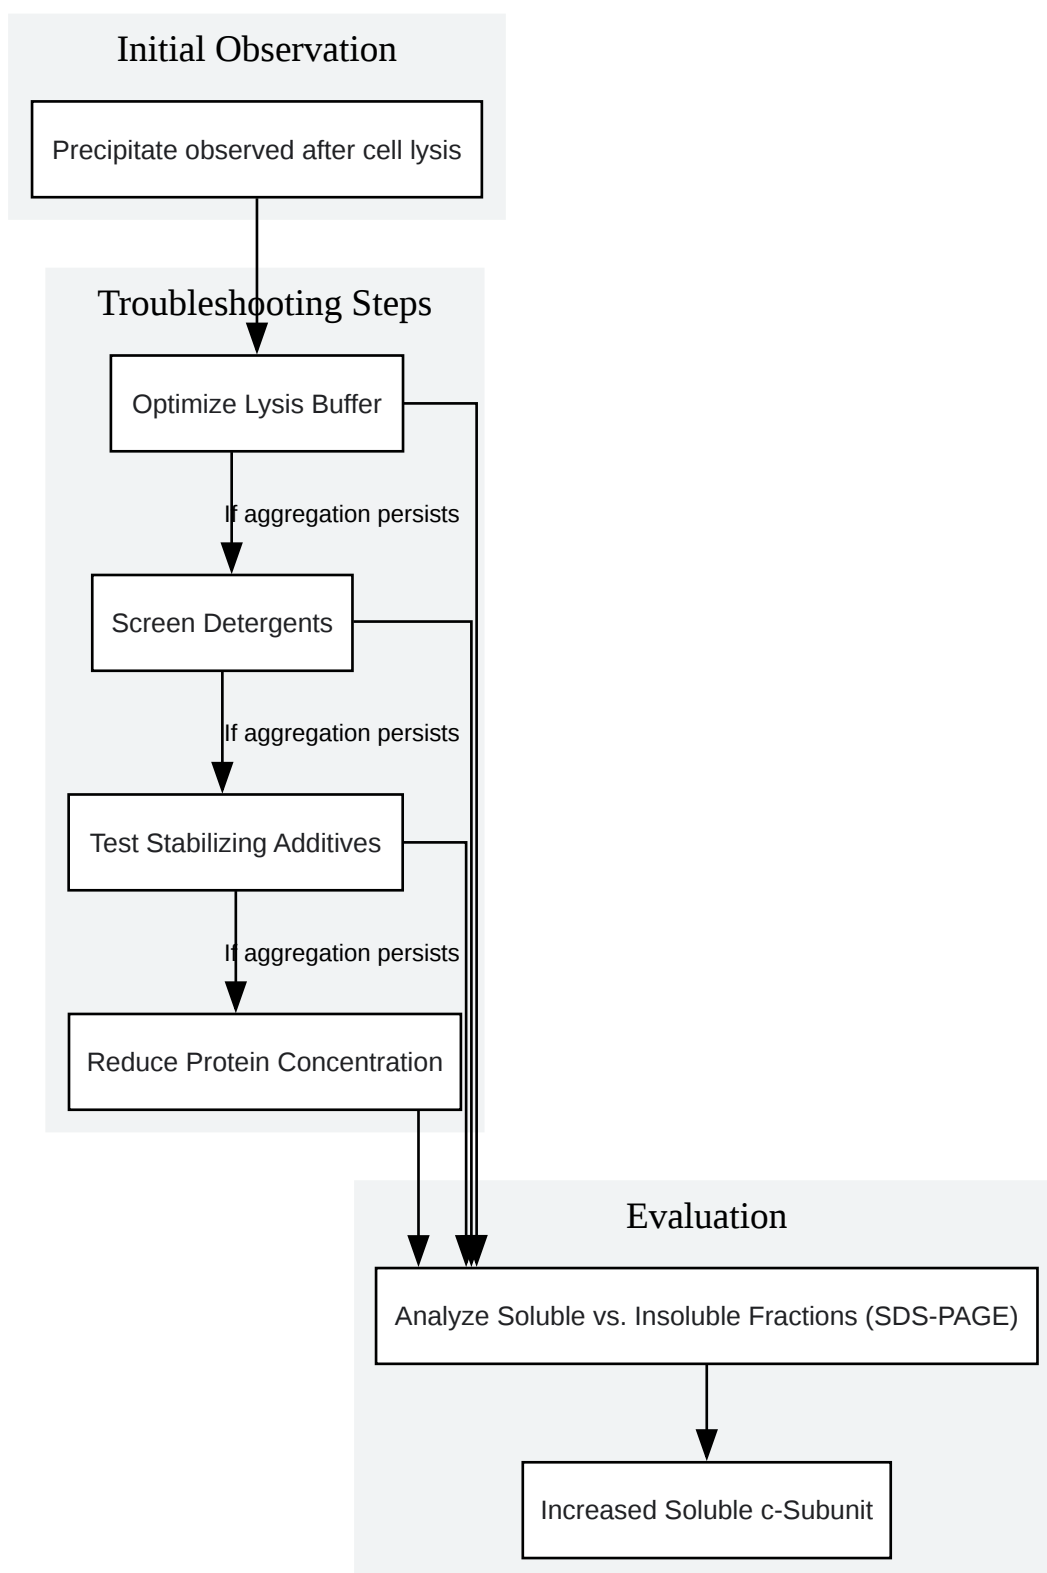 Initial Observation
Precipitate observed after cell lysis
Troubleshooting Steps
Optimize Lysis Buffer
If aggregation persists
Screen Detergents
If aggregation persists
Test Stabilizing Additives
If aggregation persists
Reduce Protein Concentration
Evaluation
Analyze Soluble vs. Insoluble Fractions (SDS-PAGE)
Increased Soluble c-Subunit